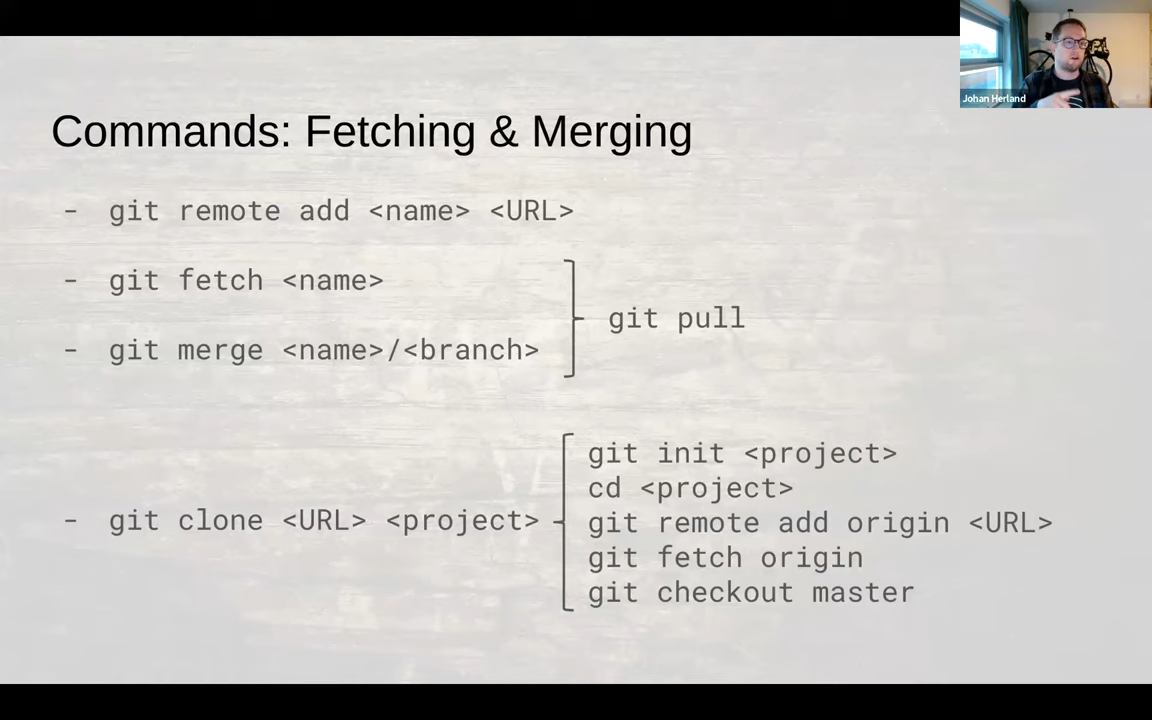 Johan Herland
Commands: Fetching & Merging
- git remote add <name> <URL>
- git fetch <name>
- git merge <name>/<branch>
git pull
- git clone <URL> <project>
git init <project>
cd <project>
git remote add origin <URL>
git fetch origin
git checkout master